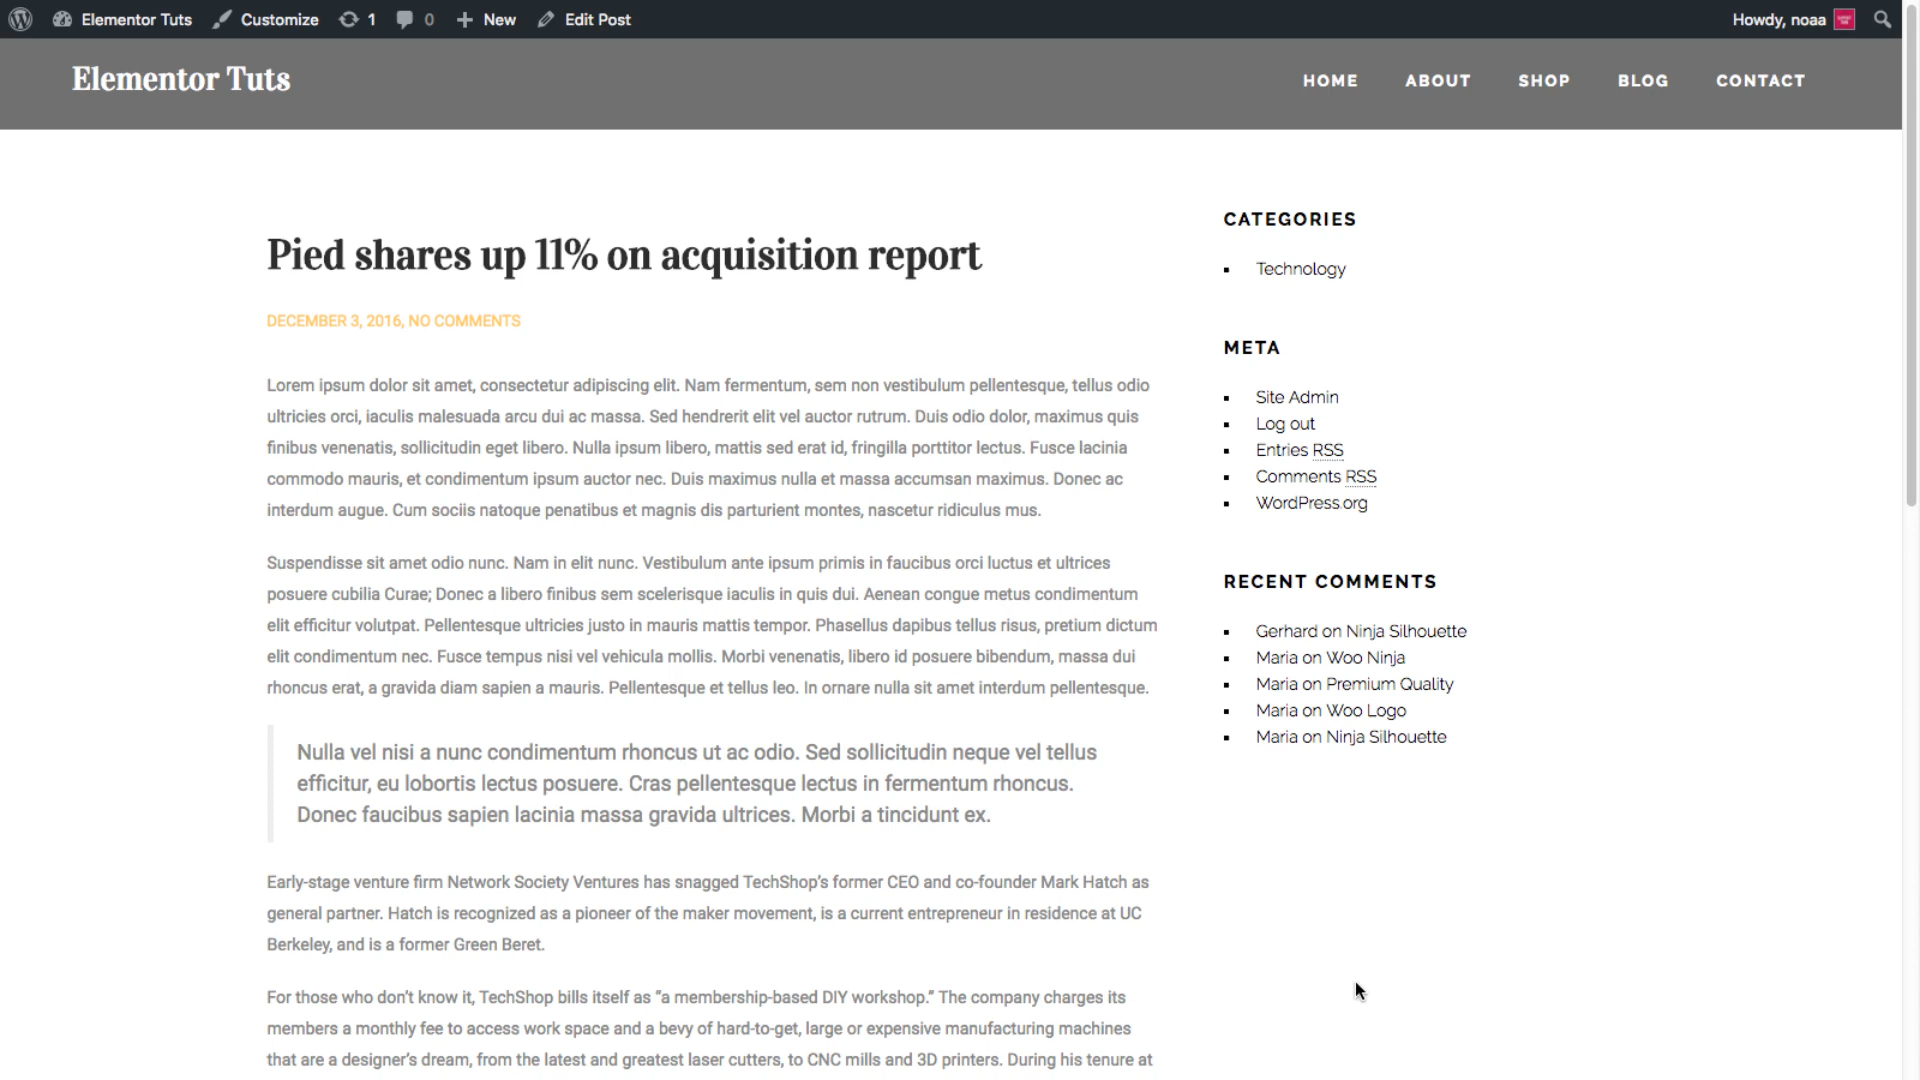 Elementor Tuts Customize 1 0 New Edit Post Howdy, noaa
Elementor Tuts HOME ABOUT SHOP BLOG CONTACT
Pied shares up 11% on acquisition report
DECEMBER 3, 2016, NO COMMENTS
Lorem ipsum dolor sit amet, consectetur adipiscing elit. Nam fermentum, sem non vestibulum pellentesque, tellus odio
ultricies orci, iaculis malesuada arcu dui ac massa. Sed hendrerit elit vel auctor rutrum. Duis odio dolor, maximus quis
finibus venenatis, sollicitudin eget libero. Nulla ipsum libero, mattis sed erat id, fringilla porttitor lectus. Fusce lacinia
commodo mauris, et condimentum ipsum auctor nec. Duis maximus nulla et massa accumsan maximus. Donec ac
interdum augue. Cum sociis natoque penatibus et magnis dis parturient montes, nascetur ridiculus mus.
Suspendisse sit amet odio nunc. Nam in elit nunc. Vestibulum ante ipsum primis in faucibus orci luctus et ultrices
posuere cubilia Curae; Donec a libero finibus sem scelerisque iaculis in quis dui. Aenean congue metus condimentum
elit efficitur volutpat. Pellentesque ultricies justo in mauris mattis tempor. Phasellus dapibus tellus risus, pretium dictum
elit condimentum nec. Fusce tempus nisi vel vehicula mollis. Morbi venenatis, libero id posuere bibendum, massa dui
rhoncus erat, a gravida diam sapien a mauris. Pellentesque et tellus leo. In ornare nulla sit amet interdum pellentesque.
Nulla vel nisi a nunc condimentum rhoncus ut ac odio. Sed sollicitudin neque vel tellus
efficitur, eu lobortis lectus posuere. Cras pellentesque lectus in fermentum rhoncus.
Donec faucibus sapien lacinia massa gravida ultrices. Morbi a tincidunt ex.
Early-stage venture firm Network Society Ventures has snagged TechShop's former CEO and co-founder Mark Hatch as
general partner. Hatch is recognized as a pioneer of the maker movement, is a current entrepreneur in residence at UC
Berkeley, and is a former Green Beret.
For those who don't know it, TechShop bills itself as “a membership-based DIY workshop.” The company charges its
members a monthly fee to access work space and a bevy of hard-to-get, large or expensive manufacturing machines
that are a designer's dream, from the latest and greatest laser cutters, to CNC mills and 3D printers. During his tenure at
CATEGORIES
Technology
META
Site Admin
Log out
Entries RSS
Comments RSS
WordPress.org
RECENT COMMENTS
Gerhard on Ninja Silhouette
Maria on Woo Ninja
Maria on Premium Quality
Maria on Woo Logo
Maria on Ninja Silhouette